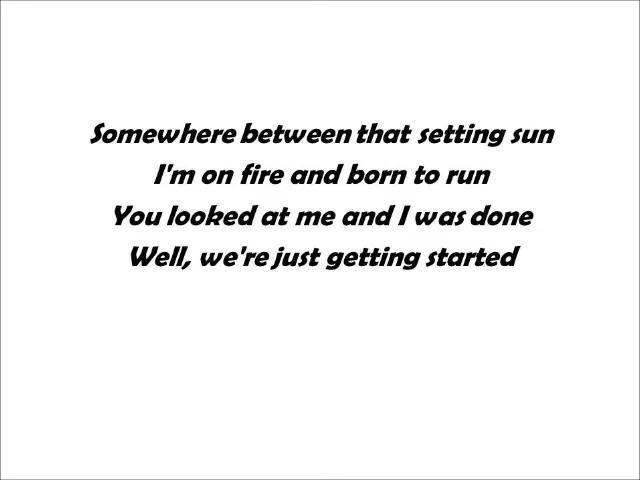 Somewhere between that setting sun
I'm on fire and born to run
You looked at me and I was done
Well, we're just getting started